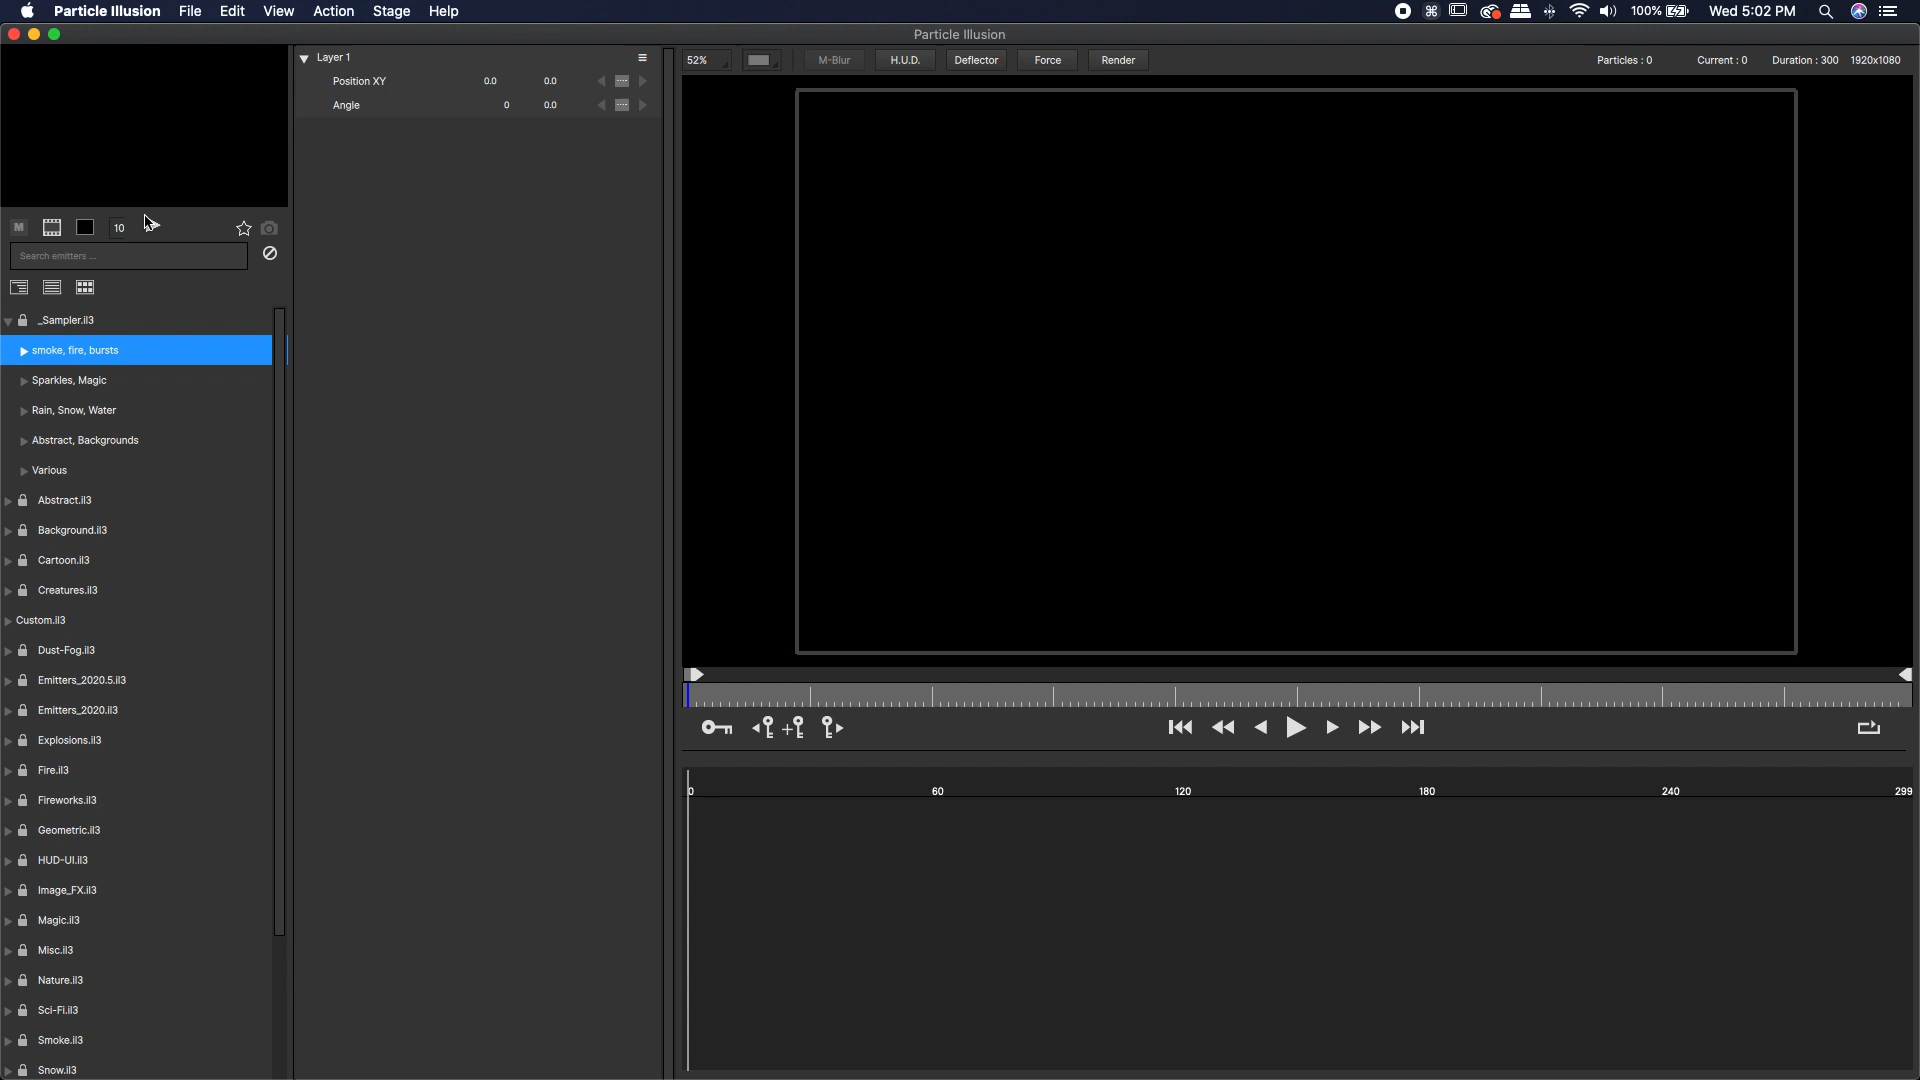 Particle Illusion File Edit View Action Stage Help 100% Wed 5:02 PM
Particle Illusion
Layer 1
52% M-Blur H.U.D. Deflector Force Render Particles : 0 Current : 0 Duration : 300 1920x1080
Position XY 0.0 0.0
Angle 0 0.0
M 10
Search emitters ...
_Sampler.il3
smoke, fire, bursts
Sparkles, Magic
Rain, Snow, Water
Abstract, Backgrounds
Various
Abstract.il3
Background.il3
Cartoon.il3
Creatures.il3
Custom.il3
Dust-Fog.il3
Emitters_2020.5.il3
Emitters_2020.il3
Explosions.il3
Fire.il3
Fireworks.il3
Geometric.il3
HUD-UI.il3
Image_FX.il3
Magic.il3
Misc.il3
Nature.il3
Sci-Fi.il3
Smoke.il3
Snow.il3
0 60 120 180 240 299